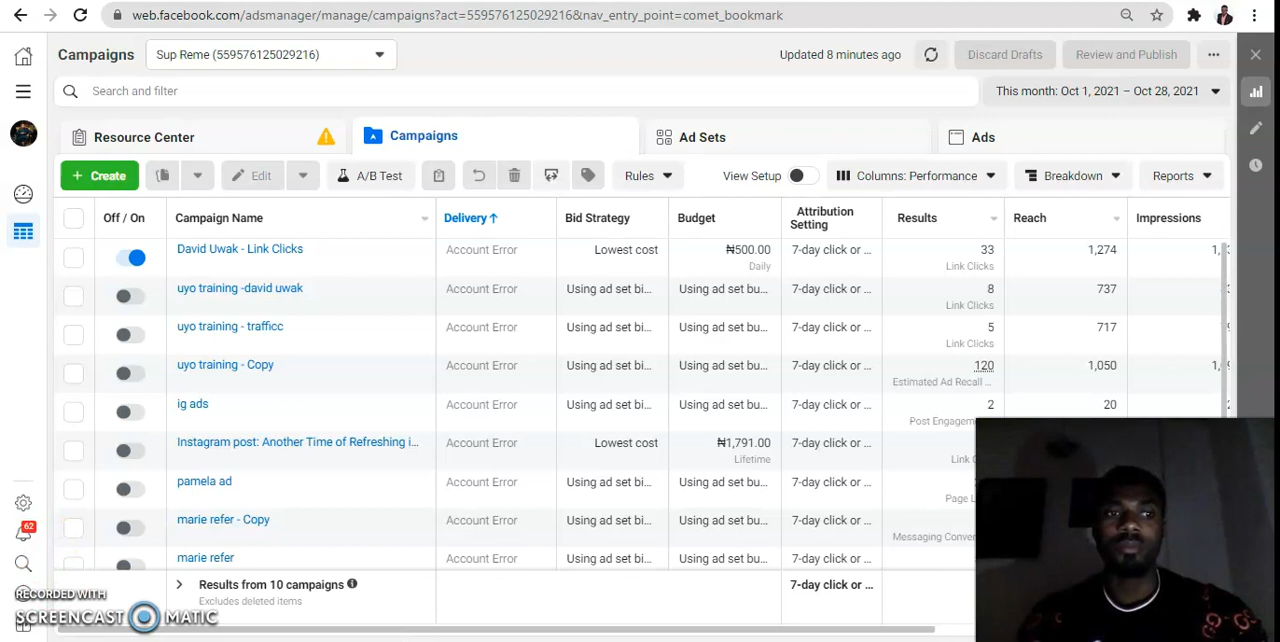 web.facebook.com/adsmanager/manage/campaigns?act=559576125029216&nav_entry_point=comet_bookmark
Campaigns
Sup Reme (559576125029216)
Updated 8 minutes ago
Discard Drafts
Review and Publish
Search and filter
This month: Oct 1, 2021 – Oct 28, 2021
Resource Center
Campaigns
Ad Sets
Ads
+ Create
Edit
A/B Test
Rules
View Setup
Columns: Performance
Breakdown
Reports
Off / On
Campaign Name
Delivery ↑
Bid Strategy
Budget
Attribution
Setting
Results
Reach
Impressions
David Uwak - Link Clicks
Account Error
Lowest cost
₦500.00
Daily
7-day click or ...
33
Link Clicks
1,274
uyo training -david uwak
Account Error
Using ad set bi...
Using ad set bu...
7-day click or ...
8
Link Clicks
737
uyo training - trafficc
Account Error
Using ad set bi...
Using ad set bu...
7-day click or ...
5
Link Clicks
717
uyo training - Copy
Account Error
Using ad set bi...
Using ad set bu...
7-day click or ...
120
Estimated Ad Recall ...
1,050
ig ads
Account Error
Using ad set bi...
Using ad set bu...
7-day click or ...
2
Post Engagem
20
Instagram post: Another Time of Refreshing i...
Account Error
Lowest cost
₦1,791.00
Lifetime
7-day click or ...
Link
pamela ad
Account Error
Using ad set bi...
Using ad set bu...
7-day click or ...
Page
marie refer - Copy
Account Error
Using ad set bi...
Using ad set bu...
7-day click or ...
Messaging Conver
marie refer
Account Error
Using ad set bi...
Using ad set bu...
7-day click or ...
Results from 10 campaigns
Excludes deleted items
7-day click or ...
62
RECORDED WITH
SCREENCAST MATIC